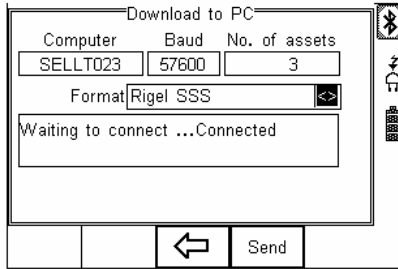 Download to PC
Computer Baud No. of assets
SELLT023 57600 3
Format Rigel SSS <>
Waiting to connect ...Connected
Send